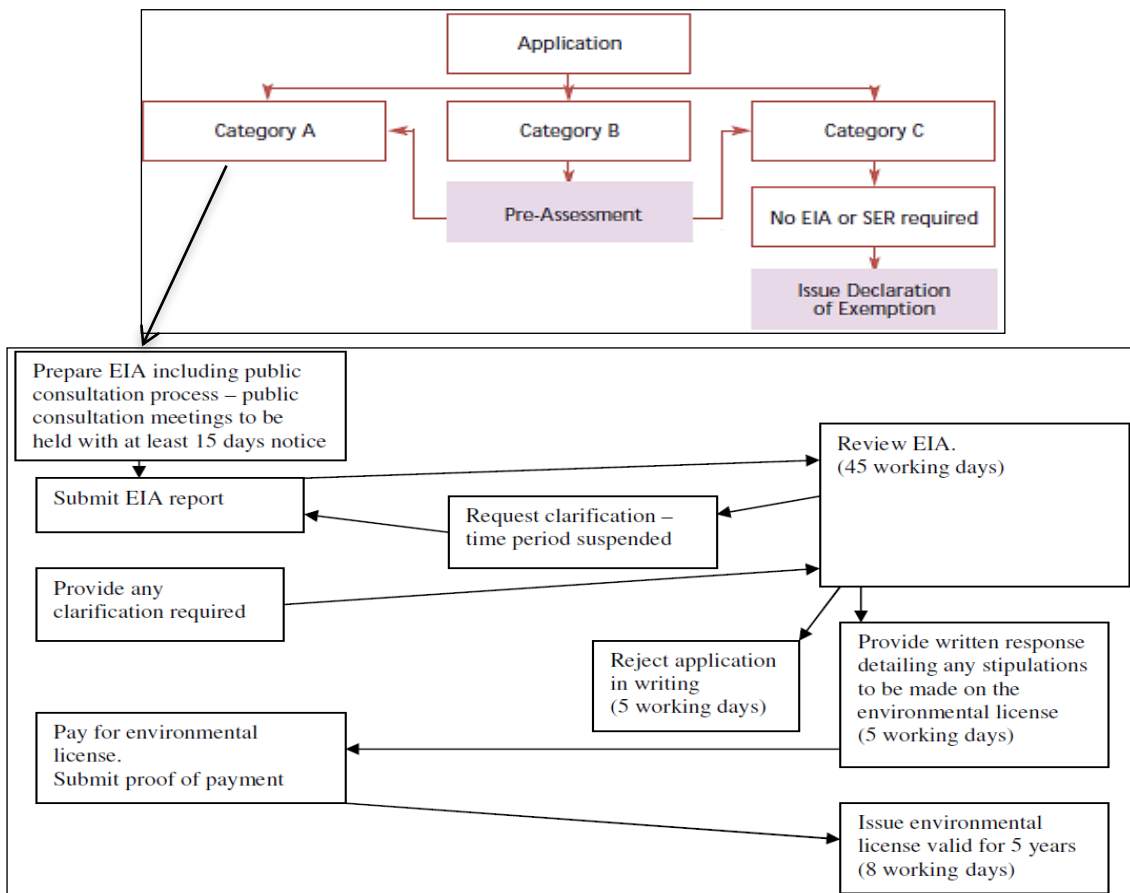 Application
Category A
Category B
Category C
Pre-Assessment
No EIA or SER required
Issue Declaration
of Exemption
Prepare EIA including public
consultation process – public
consultation meetings to be
held with at least 15 days notice
Submit EIA report
Review EIA.
(45 working days)
Request clarification –
time period suspended
Provide any
clarification required
Reject application
in writing
(5 working days)
Provide written response
detailing any stipulations
to be made on the
environmental license
(5 working days)
Pay for environmental
license.
Submit proof of payment
Issue environmental
license valid for 5 years
(8 working days)